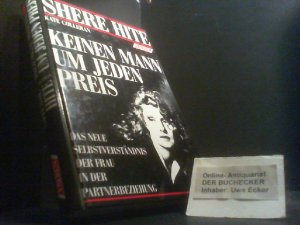 SHERE HITE
KATE COLLERAN
KEINEN MANN
UM JEDEN
PREIS
DAS NEUE
SELBSTVERSTÄNDNIS
DER FRAU
IN DER
PARTNERBEZIEHUNG
Online- Antiquariat
DER BUCHECKER
Inhaber: Uwe Ecker